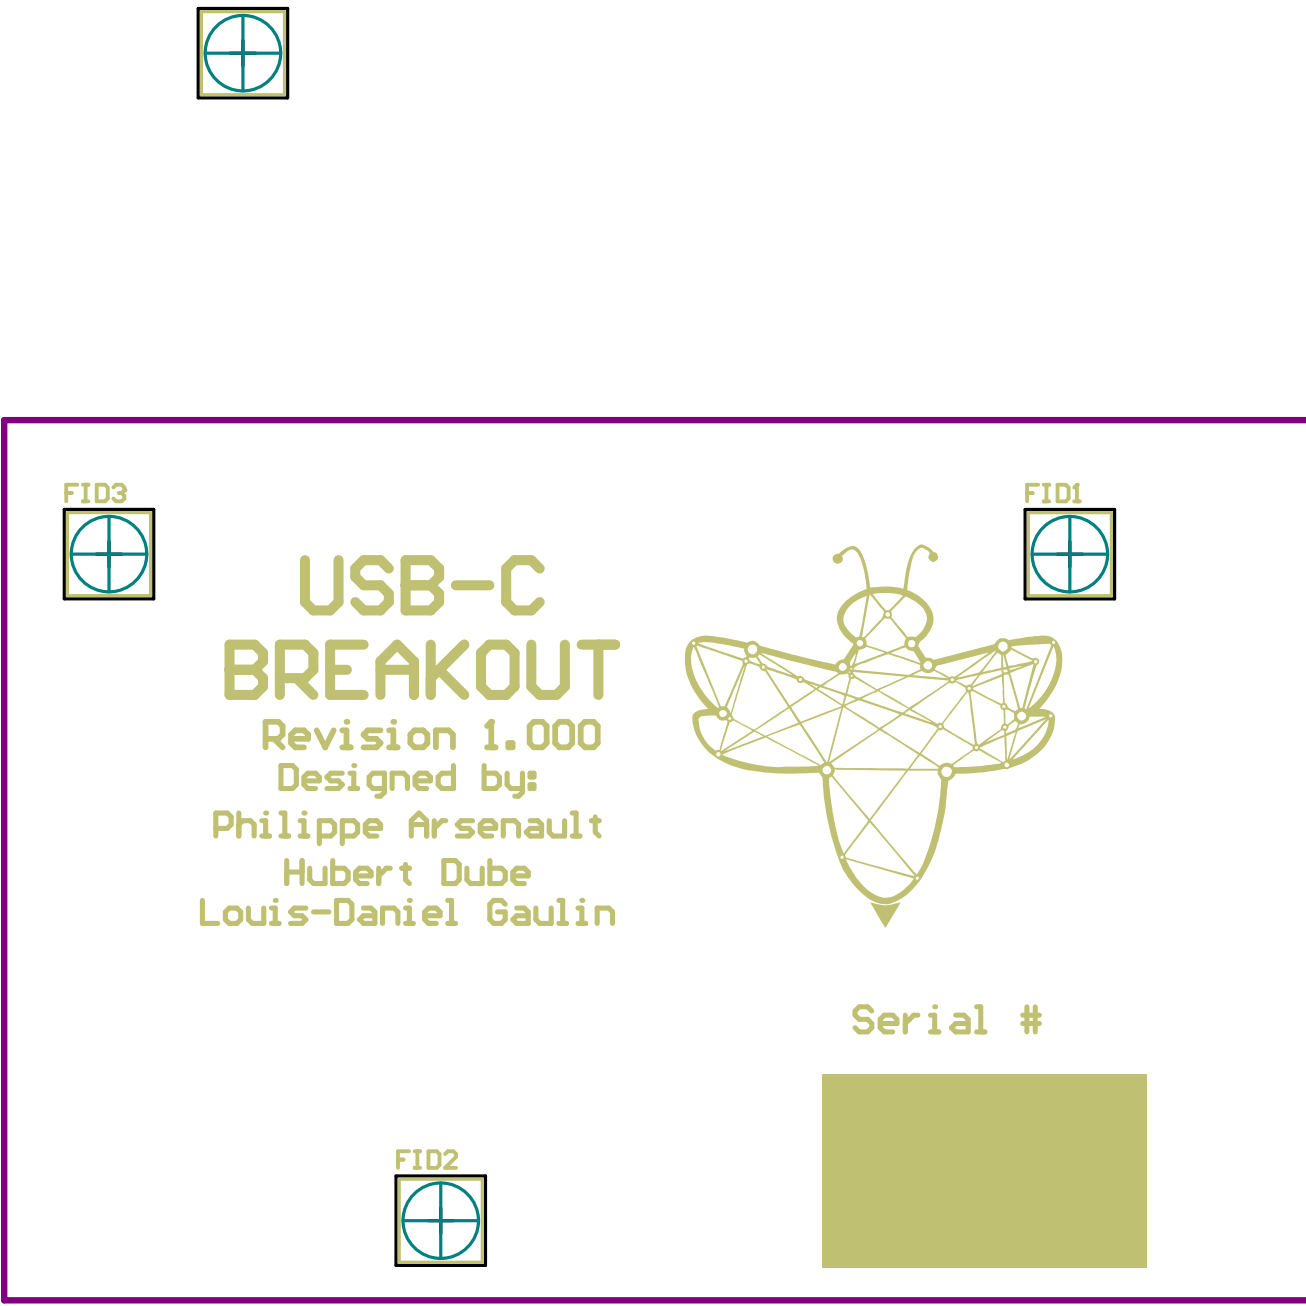 FID3
FID1
USB-C
BREAKOUT
Revision 1.000
Designed by:
Philippe Arsenault
Hubert Dube
Louis-Daniel Gaulin
Serial #
FID2